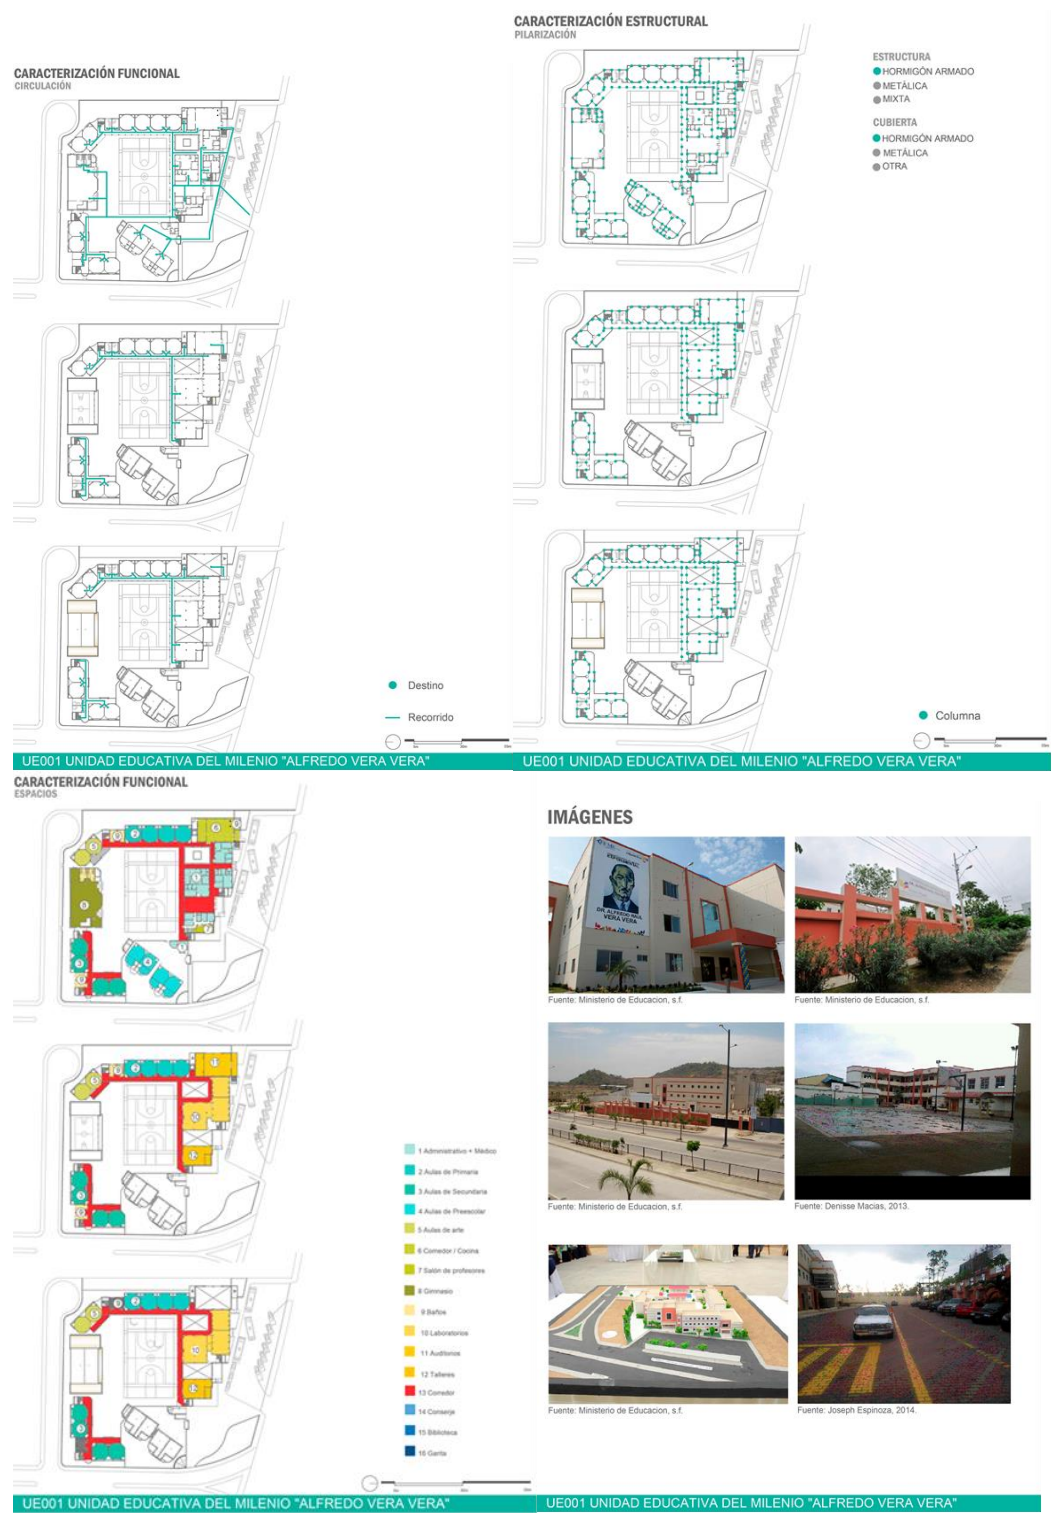 CARACTERIZACIÓN FUNCIONAL
CIRCULACIÓN
Destino
Recorrido
UE001 UNIDAD EDUCATIVA DEL MILENIO "ALFREDO VERA VERA"
CARACTERIZACIÓN ESTRUCTURAL
PILARIZACIÓN
ESTRUCTURA
HORMIGÓN ARMADO
METÁLICA
MIXTA
CUBIERTA
HORMIGÓN ARMADO
METÁLICA
OTRA
Columna
UE001 UNIDAD EDUCATIVA DEL MILENIO "ALFREDO VERA VERA"
CARACTERIZACIÓN FUNCIONAL
ESPACIOS
1 Administrativo + Médico
2 Aulas de Primaria
3 Aulas de Secundaria
4 Aulas de Preescolar
5 Aulas de arte
6 Comedor / Cocina
7 Salón de profesores
8 Gimnasio
9 Baños
10 Laboratorios
11 Auditorios
12 Talleres
13 Corredor
14 Conserje
15 Biblioteca
16 Garita
UE001 UNIDAD EDUCATIVA DEL MILENIO "ALFREDO VERA VERA"
IMÁGENES
DR. ALFREDO RAUL
VERA VERA
Fuente: Ministerio de Educacion, s.f.
Fuente: Ministerio de Educacion, s.f.
Fuente: Ministerio de Educacion, s.f.
Fuente: Denisse Macias, 2013.
Fuente: Ministerio de Educacion, s.f.
Fuente: Joseph Espinoza, 2014.
UE001 UNIDAD EDUCATIVA DEL MILENIO "ALFREDO VERA VERA"